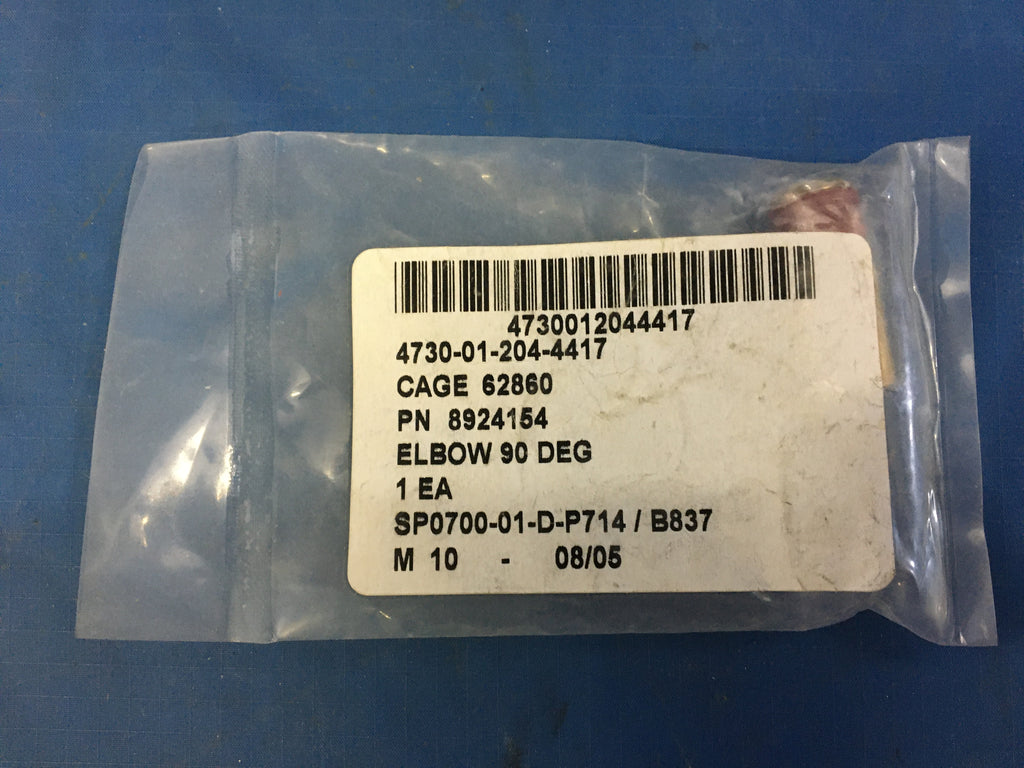 4730012044417
4730-01-204-4417
CAGE 62860
PN 8924154
ELBOW 90 DEG
1 EA
SP0700-01-D-P714 / B837
M 10 - 08/05